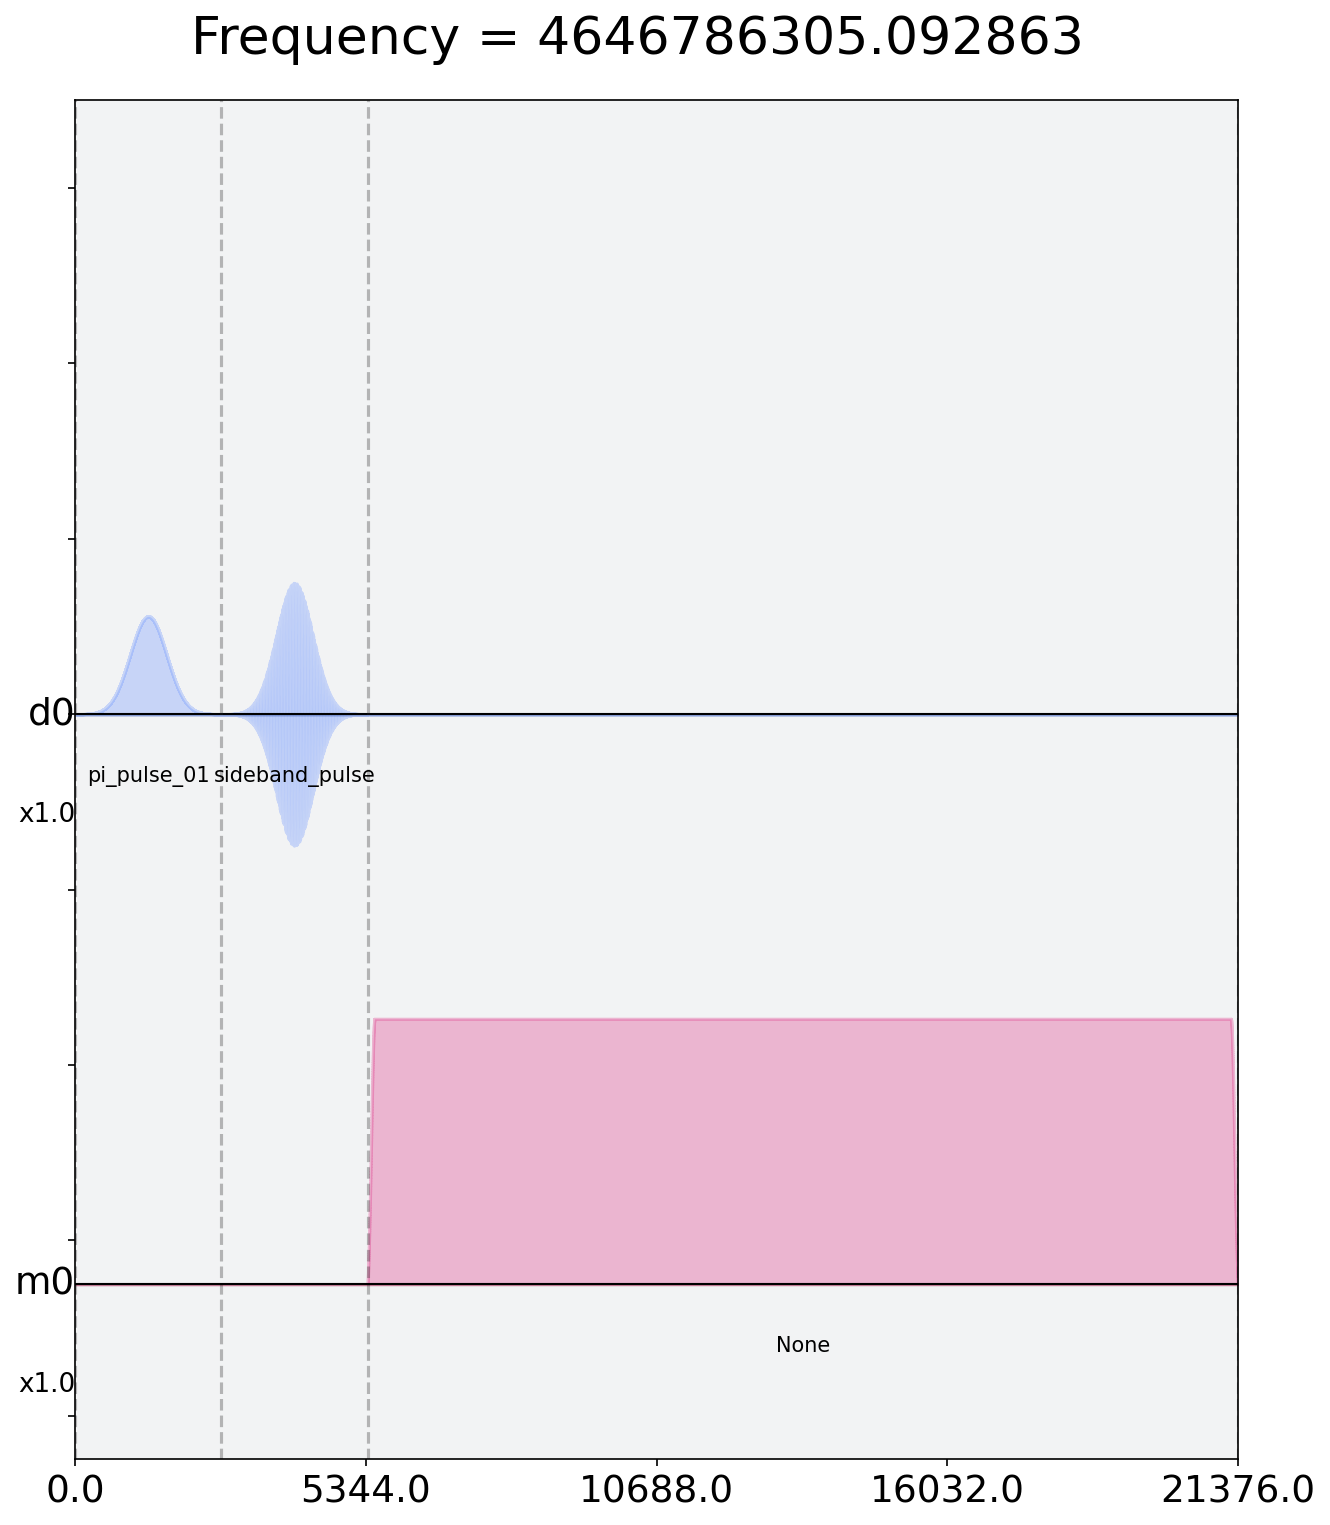 Frequency = 4646786305.092863
d0
pi_pulse_01 sideband_pulse
x1.0
m0
None
x1.0
0.0 5344.0 10688.0 16032.0 21376.0